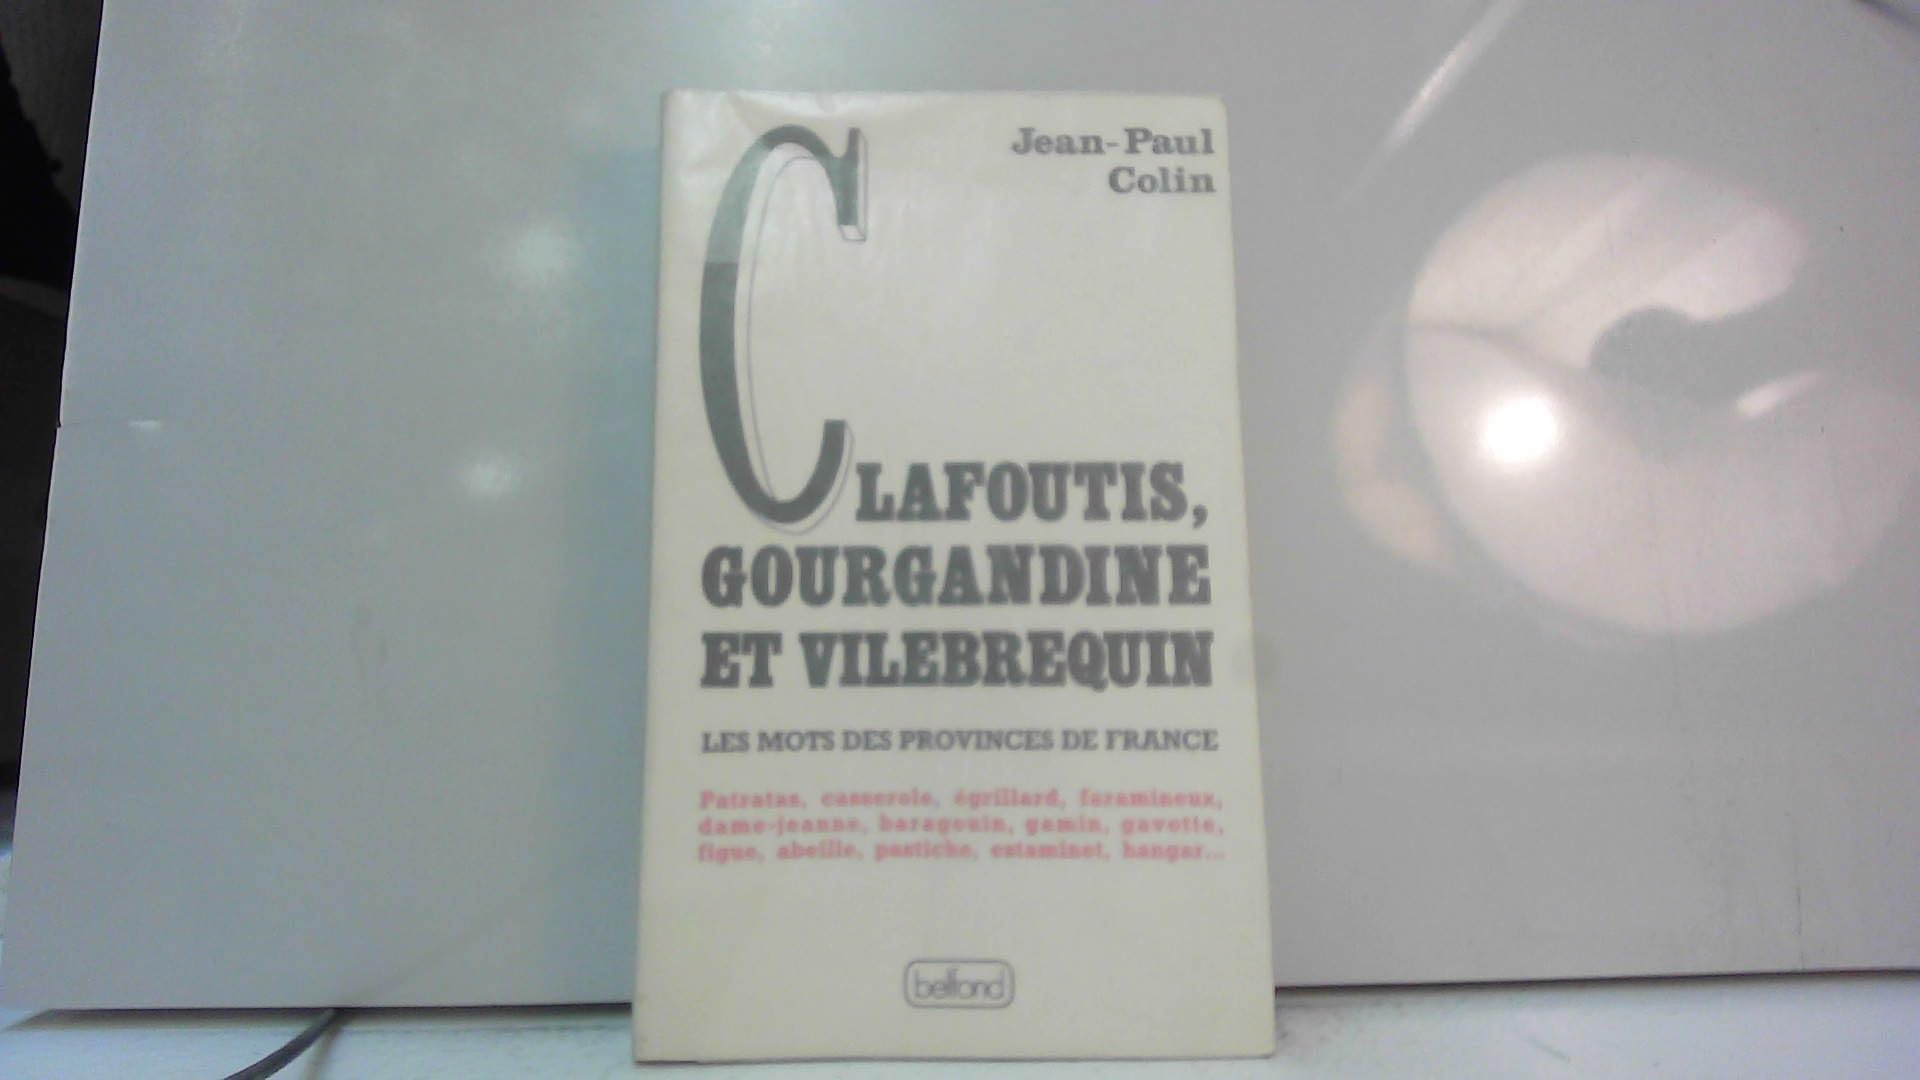 Jean-Paul
Colin
CLAFOUTIS,
GOURGANDINE
ET VILEBREQUIN
LES MOTS DES PROVINCES DE FRANCE
Patratas, casserole, égrillard, faramineux,
dame-jeanne, baragouin, gamin, gavotte,
figue, abeille, pastiche, estaminet, hangar...
belfond